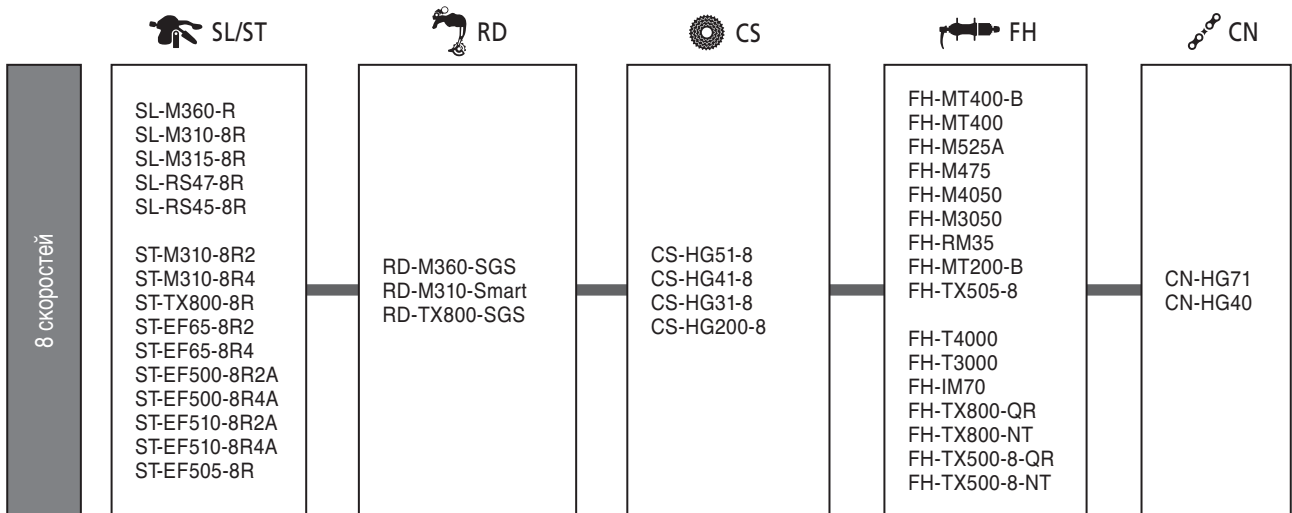 SL/ST
RD
CS
FH
CN
8 скоростей
SL-M360-R
SL-M310-8R
SL-M315-8R
SL-RS47-8R
SL-RS45-8R
ST-M310-8R2
ST-M310-8R4
ST-TX800-8R
ST-EF65-8R2
ST-EF65-8R4
ST-EF500-8R2A
ST-EF500-8R4A
ST-EF510-8R2A
ST-EF510-8R4A
ST-EF505-8R
RD-M360-SGS
RD-M310-Smart
RD-TX800-SGS
CS-HG51-8
CS-HG41-8
CS-HG31-8
CS-HG200-8
FH-MT400-B
FH-MT400
FH-M525A
FH-M475
FH-M4050
FH-M3050
FH-RM35
FH-MT200-B
FH-TX505-8
FH-T4000
FH-T3000
FH-IM70
FH-TX800-QR
FH-TX800-NT
FH-TX500-8-QR
FH-TX500-8-NT
CN-HG71
CN-HG40